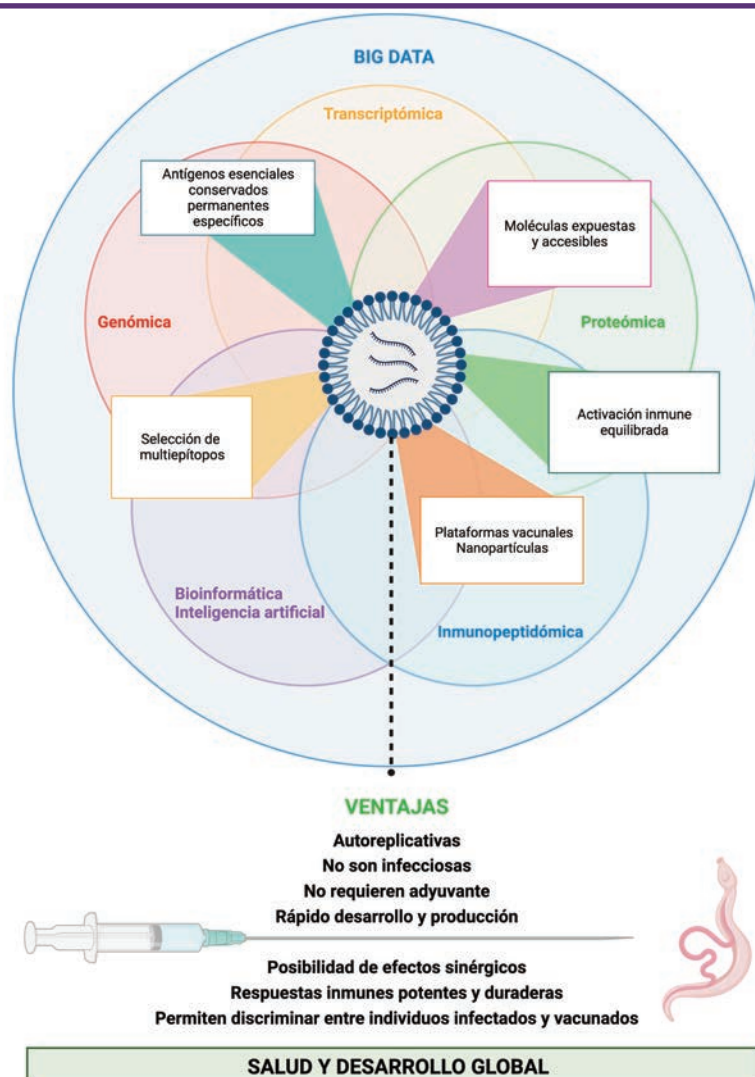 BIG DATA
Transcriptómica
Antígenos esenciales
conservados
permanentes
específicos
Moléculas expuestas
y accesibles
Genómica
Proteómica
Selección de
multiepítopos
Activación inmune
equilibrada
Plataformas vacunales
Nanopartículas
Bioinformática
Inteligencia artificial
Inmunopeptidómica
VENTAJAS
Autoreplicativas
No son infecciosas
No requieren adyuvante
Rápido desarrollo y producción
Posibilidad de efectos sinérgicos
Respuestas inmunes potentes y duraderas
Permiten discriminar entre individuos infectados y vacunados
SALUD Y DESARROLLO GLOBAL